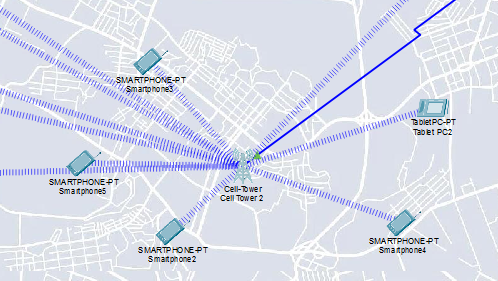 SMARTPHONE-PT
Smartphone3
TabletPC-PT
Tablet PC2
SMARTPHONE-PT
Smartphone5
Cell-Tower
Cell Tower 2
SMARTPHONE-PT
Smartphone2
SMARTPHONE-PT
Smartphone4